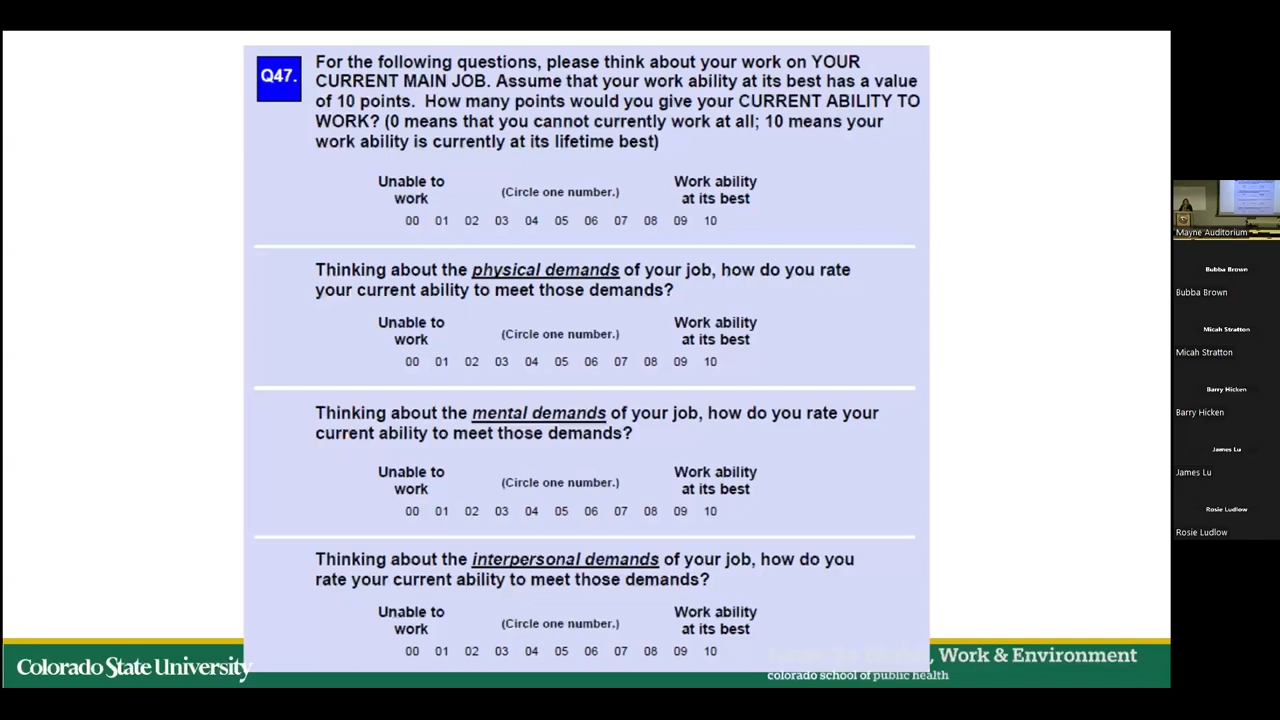 Q47.
For the following questions, please think about your work on YOUR
CURRENT MAIN JOB. Assume that your work ability at its best has a value
of 10 points. How many points would you give your CURRENT ABILITY TO
WORK? (0 means that you cannot currently work at all; 10 means your
work ability is currently at its lifetime best)
Unable to
work
(Circle one number.)
Work ability
at its best
00 01 02 03 04 05 06 07 08 09 10
Thinking about the physical demands of your job, how do you rate
your current ability to meet those demands?
Unable to
work
(Circle one number.)
Work ability
at its best
00 01 02 03 04 05 06 07 08 09 10
Thinking about the mental demands of your job, how do you rate your
current ability to meet those demands?
Unable to
work
(Circle one number.)
Work ability
at its best
00 01 02 03 04 05 06 07 08 09 10
Thinking about the interpersonal demands of your job, how do you
rate your current ability to meet those demands?
Unable to
work
(Circle one number.)
Work ability
at its best
00 01 02 03 04 05 06 07 08 09 10
Colorado State University
, Work & Environment
colorado school of public health
Mayne Auditorium
Bubba Brown
Bubba Brown
Micah Stratton
Micah Stratton
Barry Hicken
Barry Hicken
James Lu
James Lu
Rosie Ludlow
Rosie Ludlow